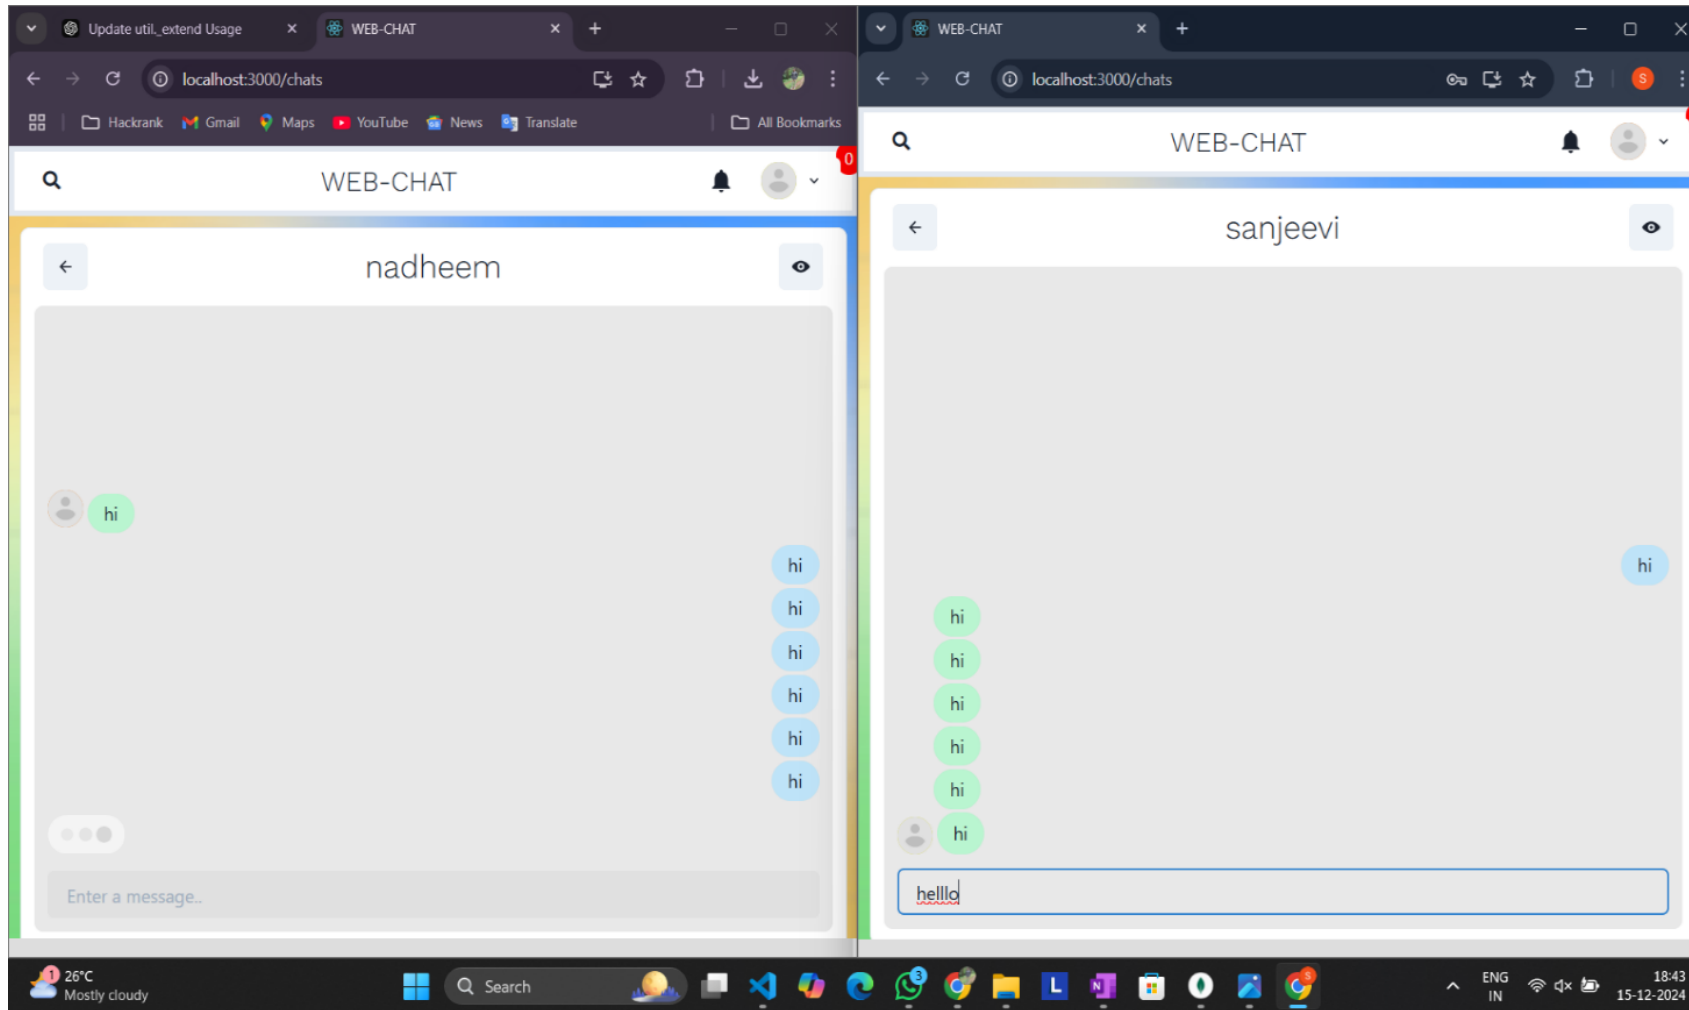 Update util._extend Usage
WEB-CHAT
localhost:3000/chats
Hackrank
Gmail
Maps
YouTube
News
Translate
All Bookmarks
WEB-CHAT
0
nadheem
hi
hi
hi
hi
hi
hi
hi
Enter a message..
WEB-CHAT
localhost:3000/chats
S
WEB-CHAT
sanjeevi
hi
hi
hi
hi
hi
hi
hi
helllo
1
26°C
Mostly cloudy
Search
3
L
N
S
ENG
IN
18:43
15-12-2024